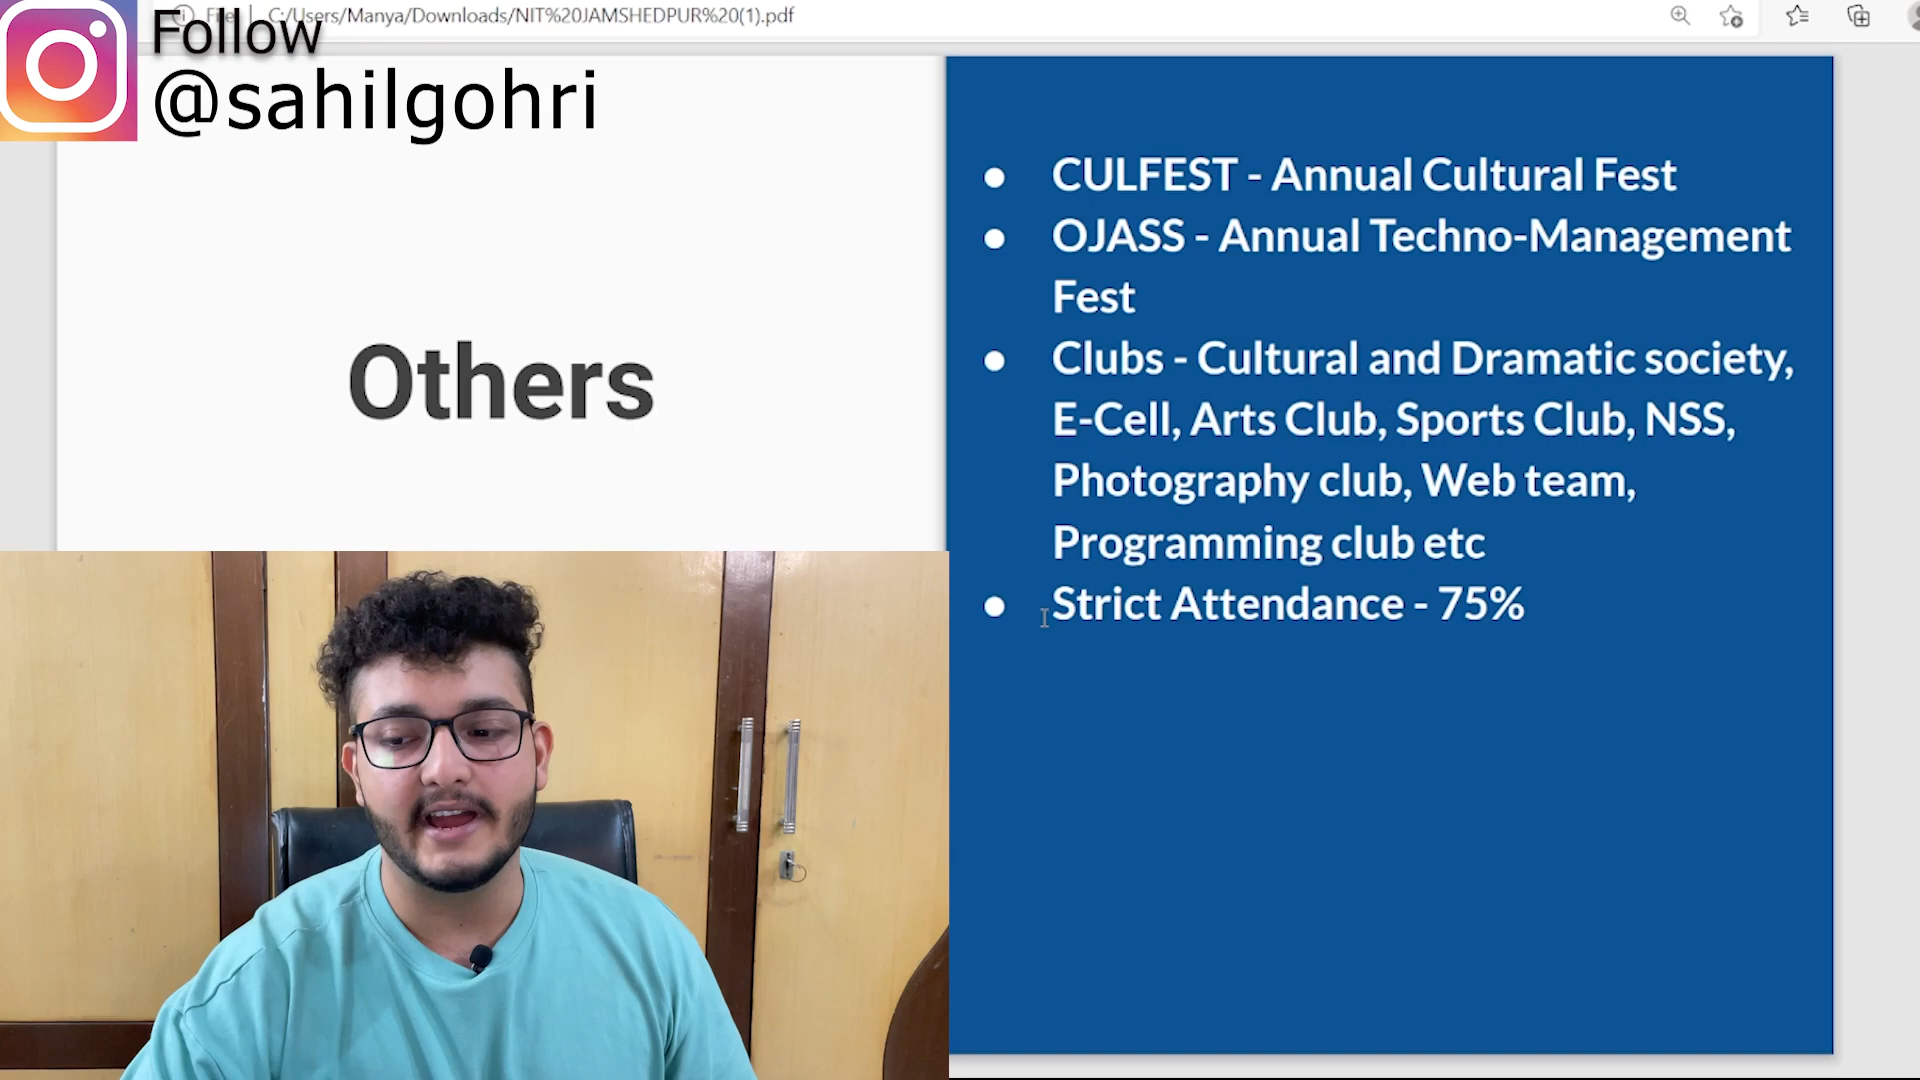 C:/Users/Manya/Downloads/NIT%20JAMSHEDPUR%20(1).pdf
Follow
@sahilgohri
Others
● CULFEST - Annual Cultural Fest
● OJASS - Annual Techno-Management
Fest
● Clubs - Cultural and Dramatic society,
E-Cell, Arts Club, Sports Club, NSS,
Photography club, Web team,
Programming club etc
● Strict Attendance - 75%